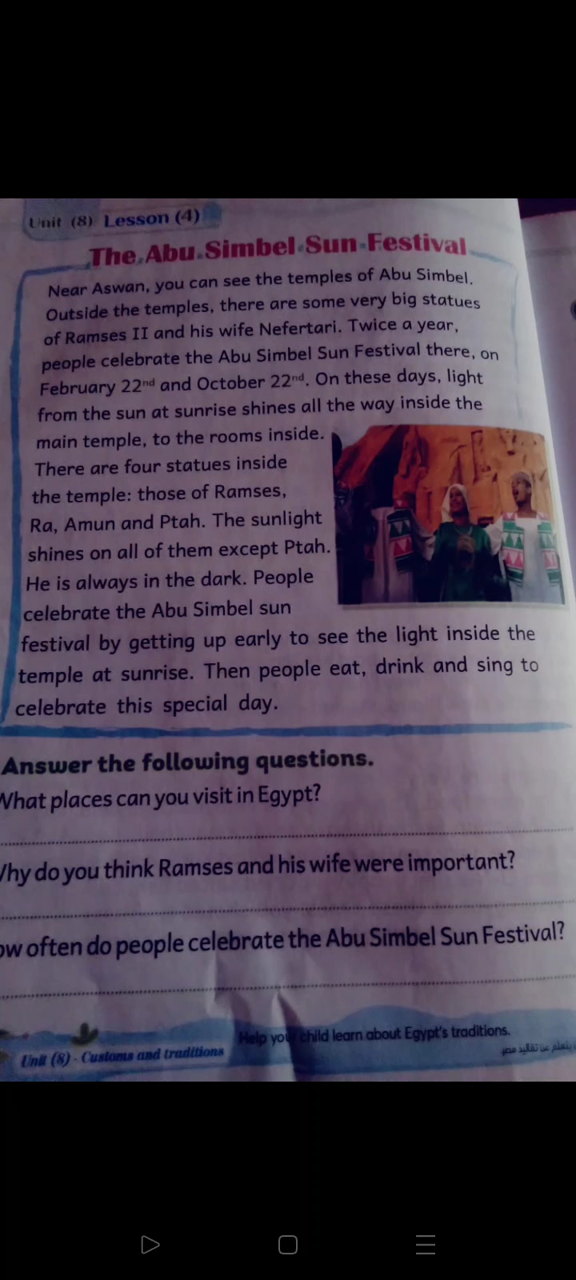 Unit (8) Lesson (4)
The Abu Simbel Sun Festival
Near Aswan, you can see the temples of Abu Simbel.
Outside the temples, there are some very big statues
of Ramses II and his wife Nefertari. Twice a year,
people celebrate the Abu Simbel Sun Festival there, on
February 22nd and October 22nd. On these days, light
from the sun at sunrise shines all the way inside the
main temple, to the rooms inside.
There are four statues inside
the temple: those of Ramses,
Ra, Amun and Ptah. The sunlight
shines on all of them except Ptah.
He is always in the dark. People
celebrate the Abu Simbel sun
festival by getting up early to see the light inside the
temple at sunrise. Then people eat, drink and sing to
celebrate this special day.
Answer the following questions.
What places can you visit in Egypt?
hy do you think Ramses and his wife were important?
ow often do people celebrate the Abu Simbel Sun Festival?
Help your child learn about Egypt's traditions.
Unit (8) - Customs and traditions